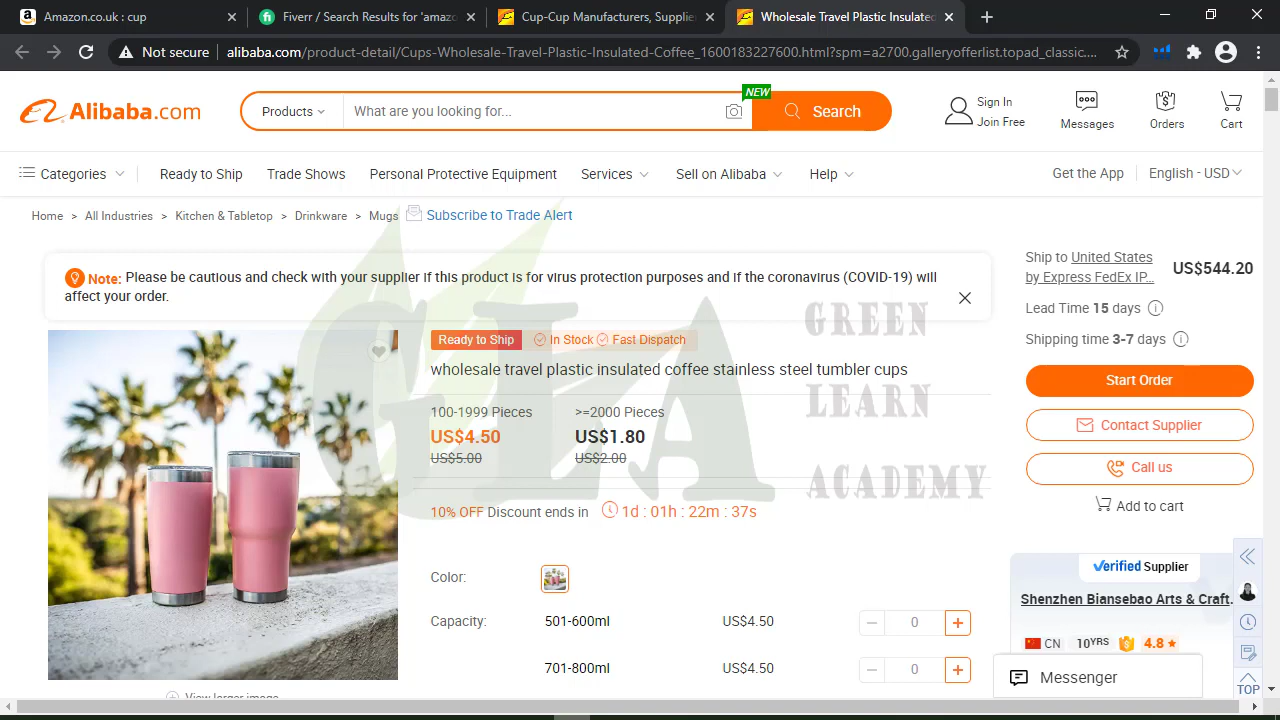 Amazon.co.uk : cup
Fiverr / Search Results for 'amazo
Cup-Cup Manufacturers, Supplie
Wholesale Travel Plastic Insulated
Not secure
alibaba.com/product-detail/Cups-Wholesale-Travel-Plastic-Insulated-Coffee_1600183227600.html?spm=a2700.galleryofferlist.topad_classic....
Alibaba.com
Products
What are you looking for...
NEW
Search
Sign In
Join Free
Messages
Orders
Cart
Categories
Ready to Ship
Trade Shows
Personal Protective Equipment
Services
Sell on Alibaba
Help
Get the App
English - USD
Home > All Industries > Kitchen & Tabletop > Drinkware > Mugs
Subscribe to Trade Alert
Note: Please be cautious and check with your supplier if this product is for virus protection purposes and if the coronavirus (COVID-19) will
affect your order.
Ship to United States
by Express FedEx IP...
US$544.20
Lead Time 15 days
Shipping time 3-7 days
Start Order
Contact Supplier
Call us
Add to cart
Ready to Ship
In Stock
Fast Dispatch
wholesale travel plastic insulated coffee stainless steel tumbler cups
100-1999 Pieces
>=2000 Pieces
US$4.50
US$1.80
US$5.00
US$2.00
10% OFF Discount ends in
1d : 01h : 22m : 37s
GLA
GREEN
LEARN
ACADEMY
Color:
Capacity:
501-600ml
US$4.50
0
701-800ml
US$4.50
0
View larger image
Verified Supplier
Shenzhen Biansebao Arts & Craft.
CN
10YRS
4.8
Messenger
TOP